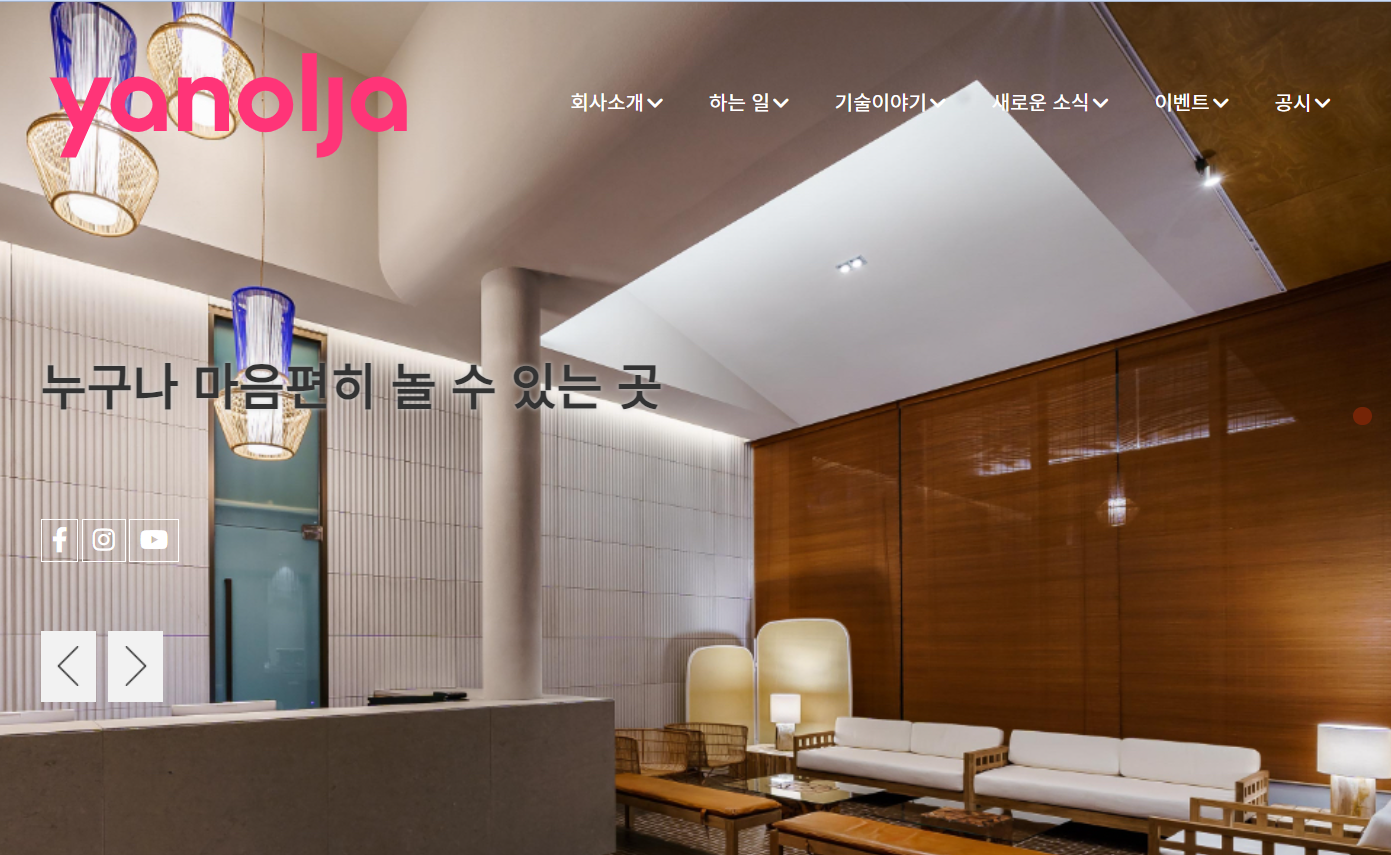 yanolja
회사소개 하는 일 기술이야기 새로운 소식 이벤트 공시
누구나 마음편히 놀 수 있는 곳